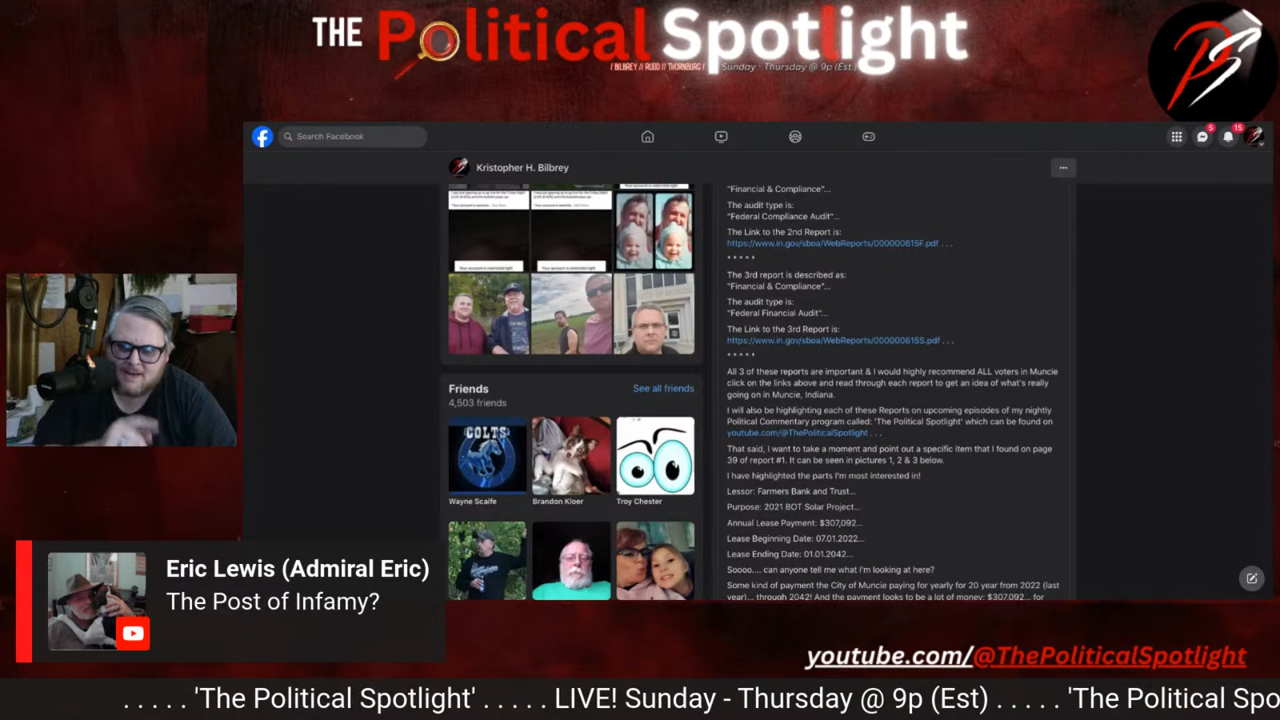 THE Political Spotlight
/ BILBREY // RUDD // THORNBURG /
Sunday - Thursday @ 9p (Est)
PS
Search Facebook
5
15
Kristopher H. Bilbrey
"Financial & Compliance"...
The audit type is:
"Federal Compliance Audit"...
The Link to the 2nd Report is:
https://www.in.gov/sboa/WebReports/000000615F.pdf . . .
* * * * *
The 3rd report is described as:
"Financial & Compliance"...
The audit type is:
"Federal Financial Audit"...
The Link to the 3rd Report is:
https://www.in.gov/sboa/WebReports/000000615S.pdf . . .
* * * * *
All 3 of these reports are important & I would highly recommend ALL voters in Muncie
click on the links above and read through each report to get an idea of what's really
going on in Muncie, Indiana.
I will also be highlighting each of these Reports on upcoming episodes of my nightly
Political Commentary program called: 'The Political Spotlight' which can be found on
youtube.com/@ThePoliticalSpotlight . . .
That said, I want to take a moment and point out a specific item that I found on page
39 of report #1. It can be seen in pictures 1, 2 & 3 below.
I have highlighted the parts I'm most interested in!
Lessor: Farmers Bank and Trust...
Purpose: 2021 BOT Solar Project...
Annual Lease Payment: $307,092...
Lease Beginning Date: 07.01.2022...
Lease Ending Date: 01.01.2042...
Soooo.... can anyone tell me what I'm looking at here?
Some kind of payment the City of Muncie paying for yearly for 20 year from 2022 (last
year)... through 2042! And the payment looks to be a lot of money: $307,092... for
Friends
See all friends
4,503 friends
COLTS
Wayne Scaife
Brandon Kloer
Troy Chester
Eric Lewis (Admiral Eric)
The Post of Infamy?
youtube.com/@ThePoliticalSpotlight
. . . . . 'The Political Spotlight' . . . . . LIVE! Sunday - Thursday @ 9p (Est) . . . . . 'The Political Spo